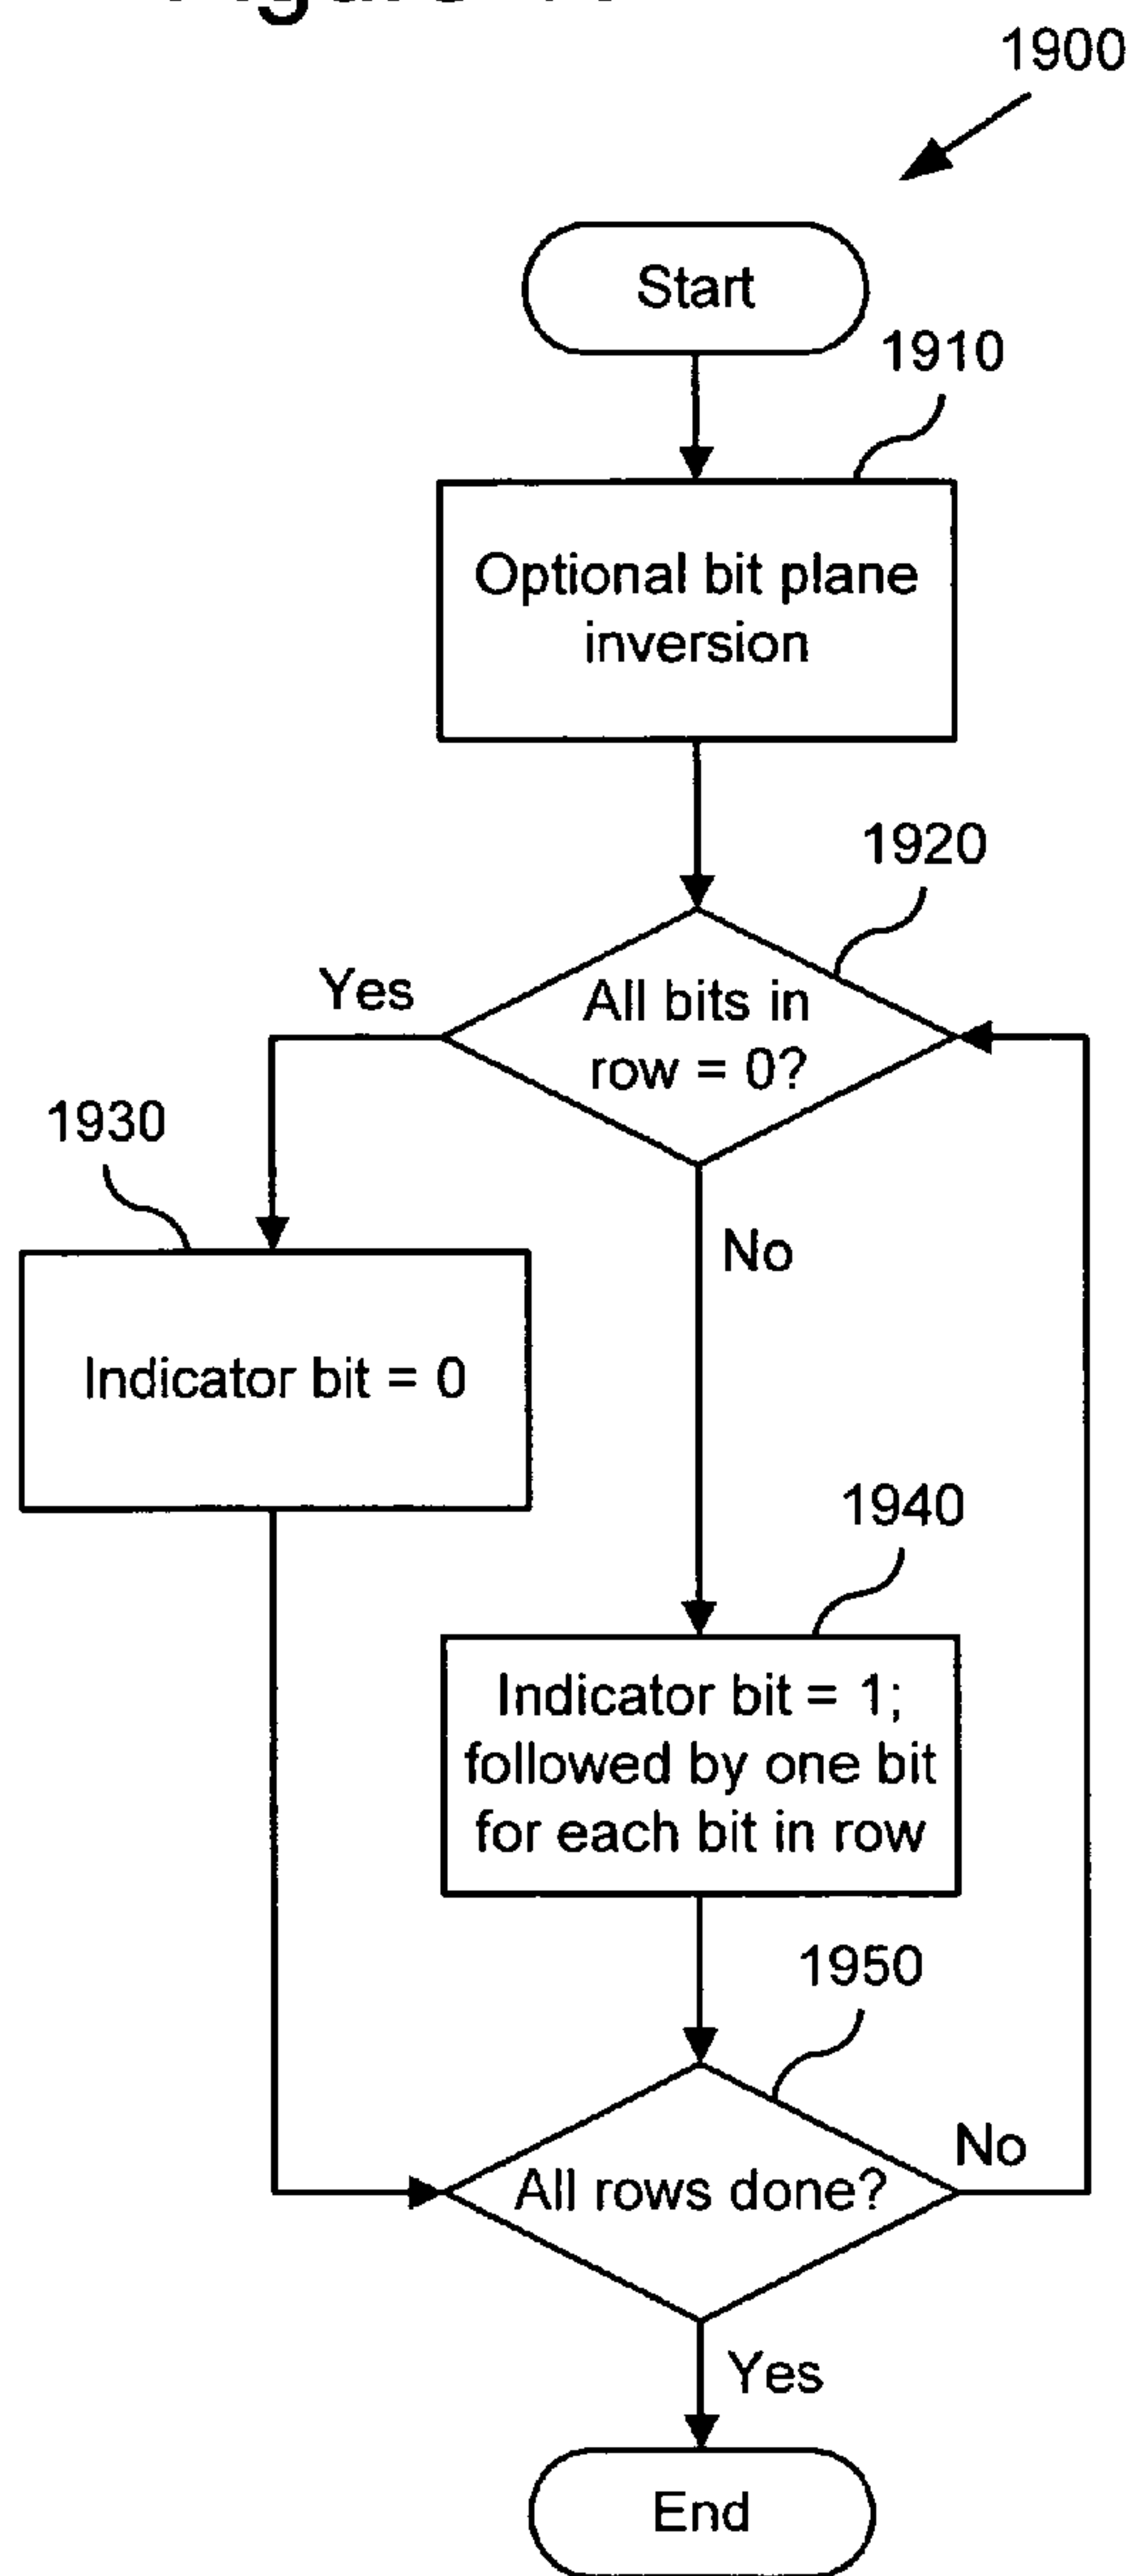 1900
Start
1910
Optional bit plane
inversion
1920
Yes
All bits in
row = 0?
1930
No
Indicator bit = 0
1940
Indicator bit = 1;
followed by one bit
for each bit in row
1950
No
All rows done?
Yes
End